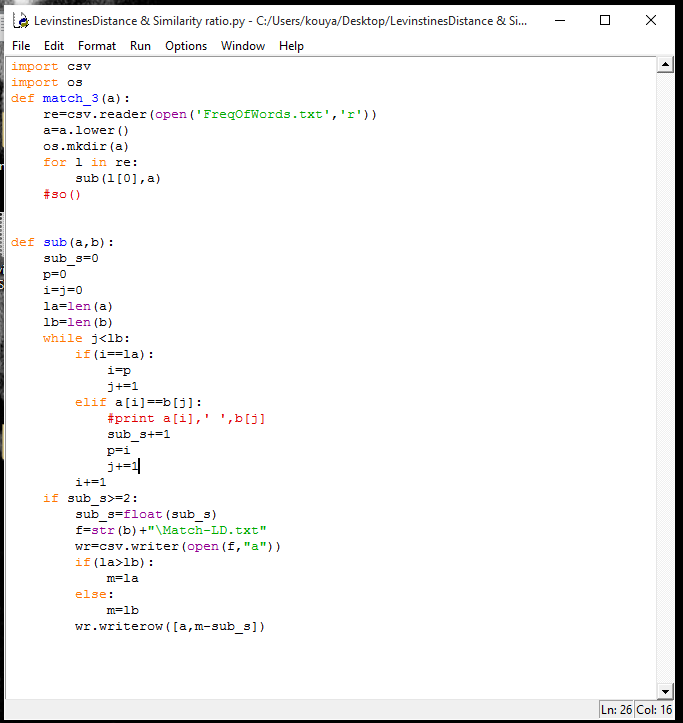 LevinstinesDistance & Similarity ratio.py - C:/Users/kouya/Desktop/LevinstinesDistance & Si...
File Edit Format Run Options Window Help
import csv
import os
def match_3(a):
    re=csv.reader(open('FreqOfWords.txt','r'))
    a=a.lower()
    os.mkdir(a)
    for l in re:
        sub(l[0],a)
    #so()
def sub(a,b):
    sub_s=0
    p=0
    i=j=0
    la=len(a)
    lb=len(b)
    while j<lb:
        if(i==la):
            i=p
            j+=1
        elif a[i]==b[j]:
            #print a[i],' ',b[j]
            sub_s+=1
            p=i
            j+=1
        i+=1
    if sub_s>=2:
        sub_s=float(sub_s)
        f=str(b)+"\Match-LD.txt"
        wr=csv.writer(open(f,"a"))
        if(la>lb):
            m=la
        else:
            m=lb
        wr.writerow([a,m-sub_s])
Ln: 26 Col: 16